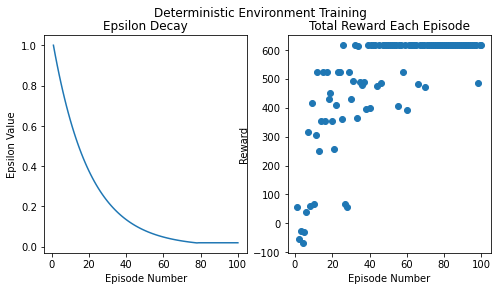 Deterministic Environment Training
Epsilon Decay
Total Reward Each Episode
Epsilon Value
1.0
0.8
0.6
0.4
0.2
0.0
0 20 40 60 80 100
Episode Number
Reward
600
500
400
300
200
100
0
−100
0 20 40 60 80 100
Episode Number